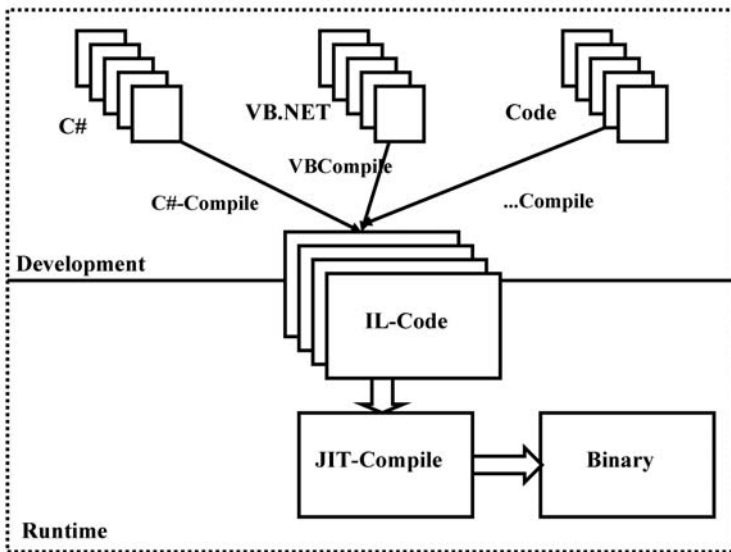 C#
VB.NET
Code
VBCompile
C#-Compile
...Compile
Development
IL-Code
JIT-Compile
Binary
Runtime